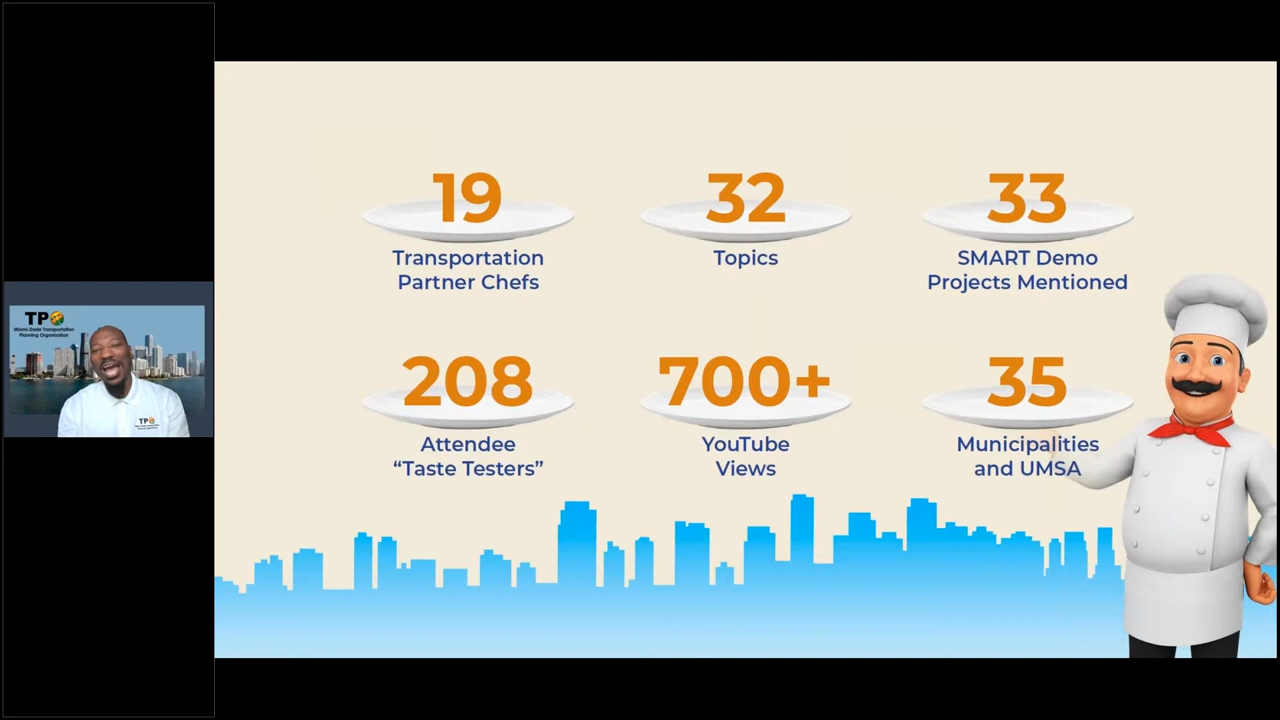 TPO
Miami-Dade Transportation
Planning Organization
TPO
19
Transportation
Partner Chefs
32
Topics
33
SMART Demo
Projects Mentioned
208
Attendee
“Taste Testers”
700+
YouTube
Views
35
Municipalities
and UMSA